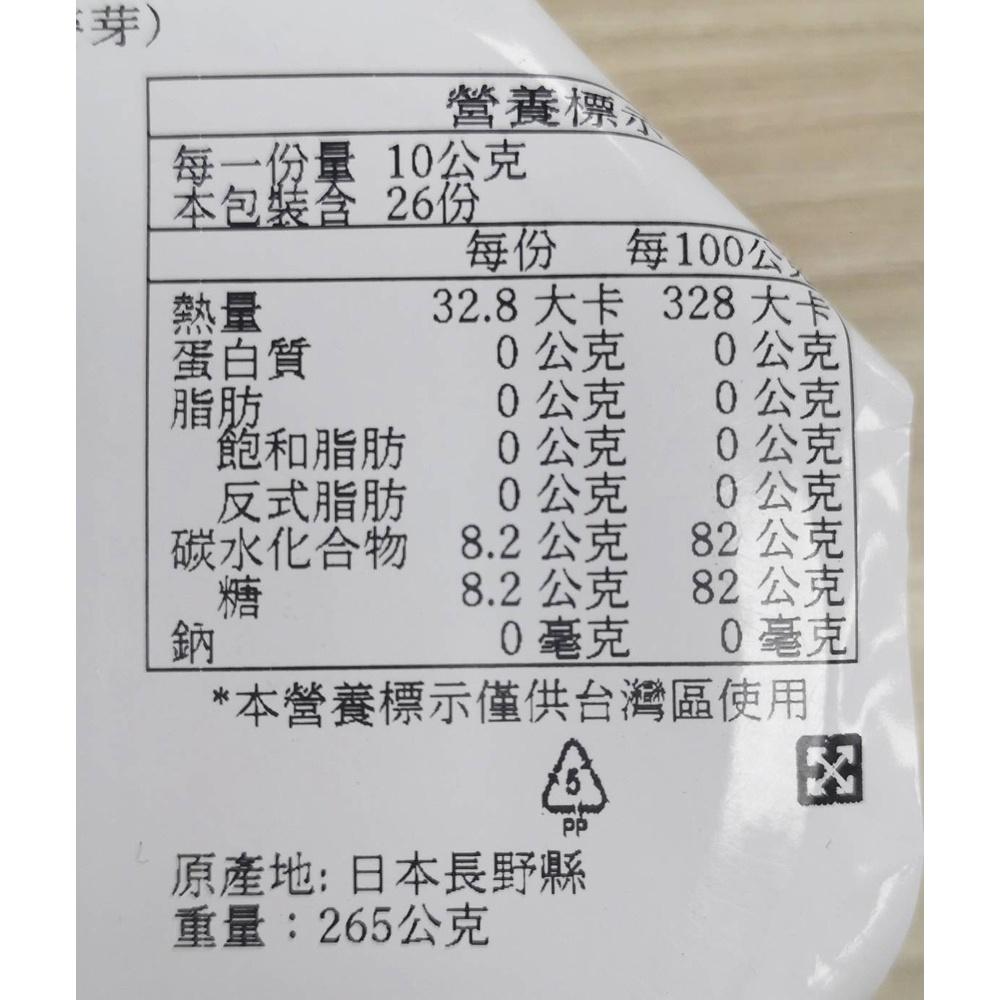 芽)
營養標示
每一份量 10公克
本包裝含 26份
每份 每100公
熱量 32.8 大卡 328 大卡
蛋白質 0 公克 0 公克
脂肪 0 公克 0 公克
飽和脂肪 0 公克 0 公克
反式脂肪 0 公克 0 公克
碳水化合物 8.2 公克 82 公克
糖 8.2 公克 82 公克
鈉 0 毫克 0 毫克
*本營養標示僅供台灣區使用
5
PP
原產地: 日本長野縣
重量：265公克